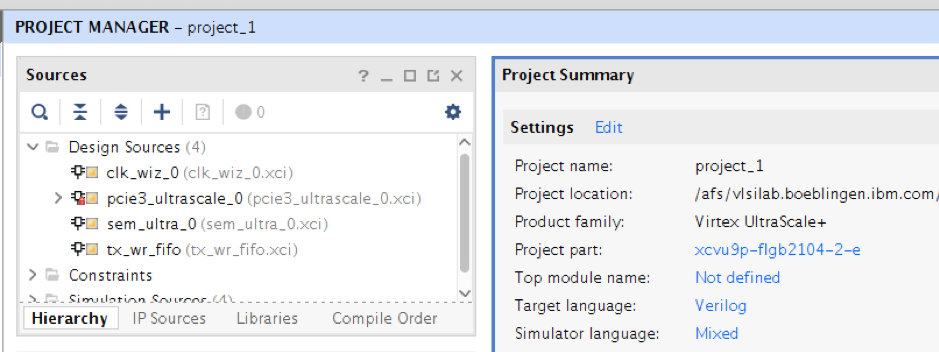 PROJECT MANAGER – project_1
Sources
? _
0
Design Sources (4)
clk_wiz_0 (clk_wiz_0.xci)
pcie3_ultrascale_0 (pcie3_ultrascale_0.xci)
sem_ultra_0 (sem_ultra_0.xci)
tx_wr_fifo (tx_wr_fifo.xci)
Constraints
Simulation Sources (4)
Hierarchy IP Sources Libraries Compile Order
Project Summary
Settings Edit
Project name: project_1
Project location: /afs/vlsilab.boeblingen.ibm.com/
Product family: Virtex UltraScale+
Project part: xcvu9p-flgb2104-2-e
Top module name: Not defined
Target language: Verilog
Simulator language: Mixed